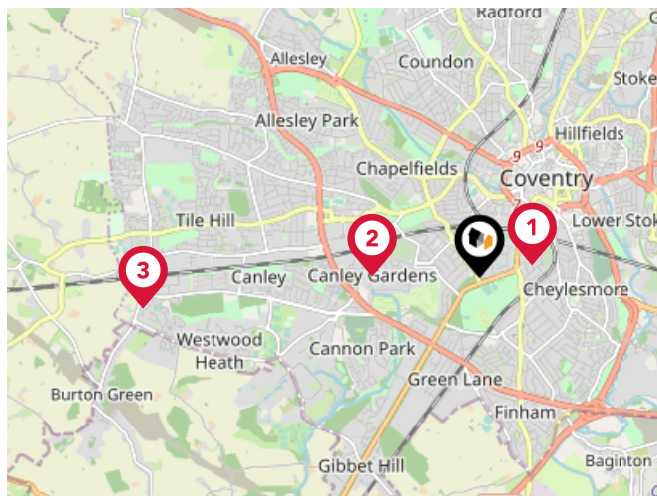 Radford
Allesley
Coundon
Stoke
Allesley Park
Hillfields
9
9
Chapelfields
Coventry
7
Tile Hill
1
Lower Stok
2
3
Canley
Canley Gardens
Cheylesmore
Westwood
Heath
Cannon Park
Green Lane
Burton Green
Finham
Gibbet Hill
Baginton